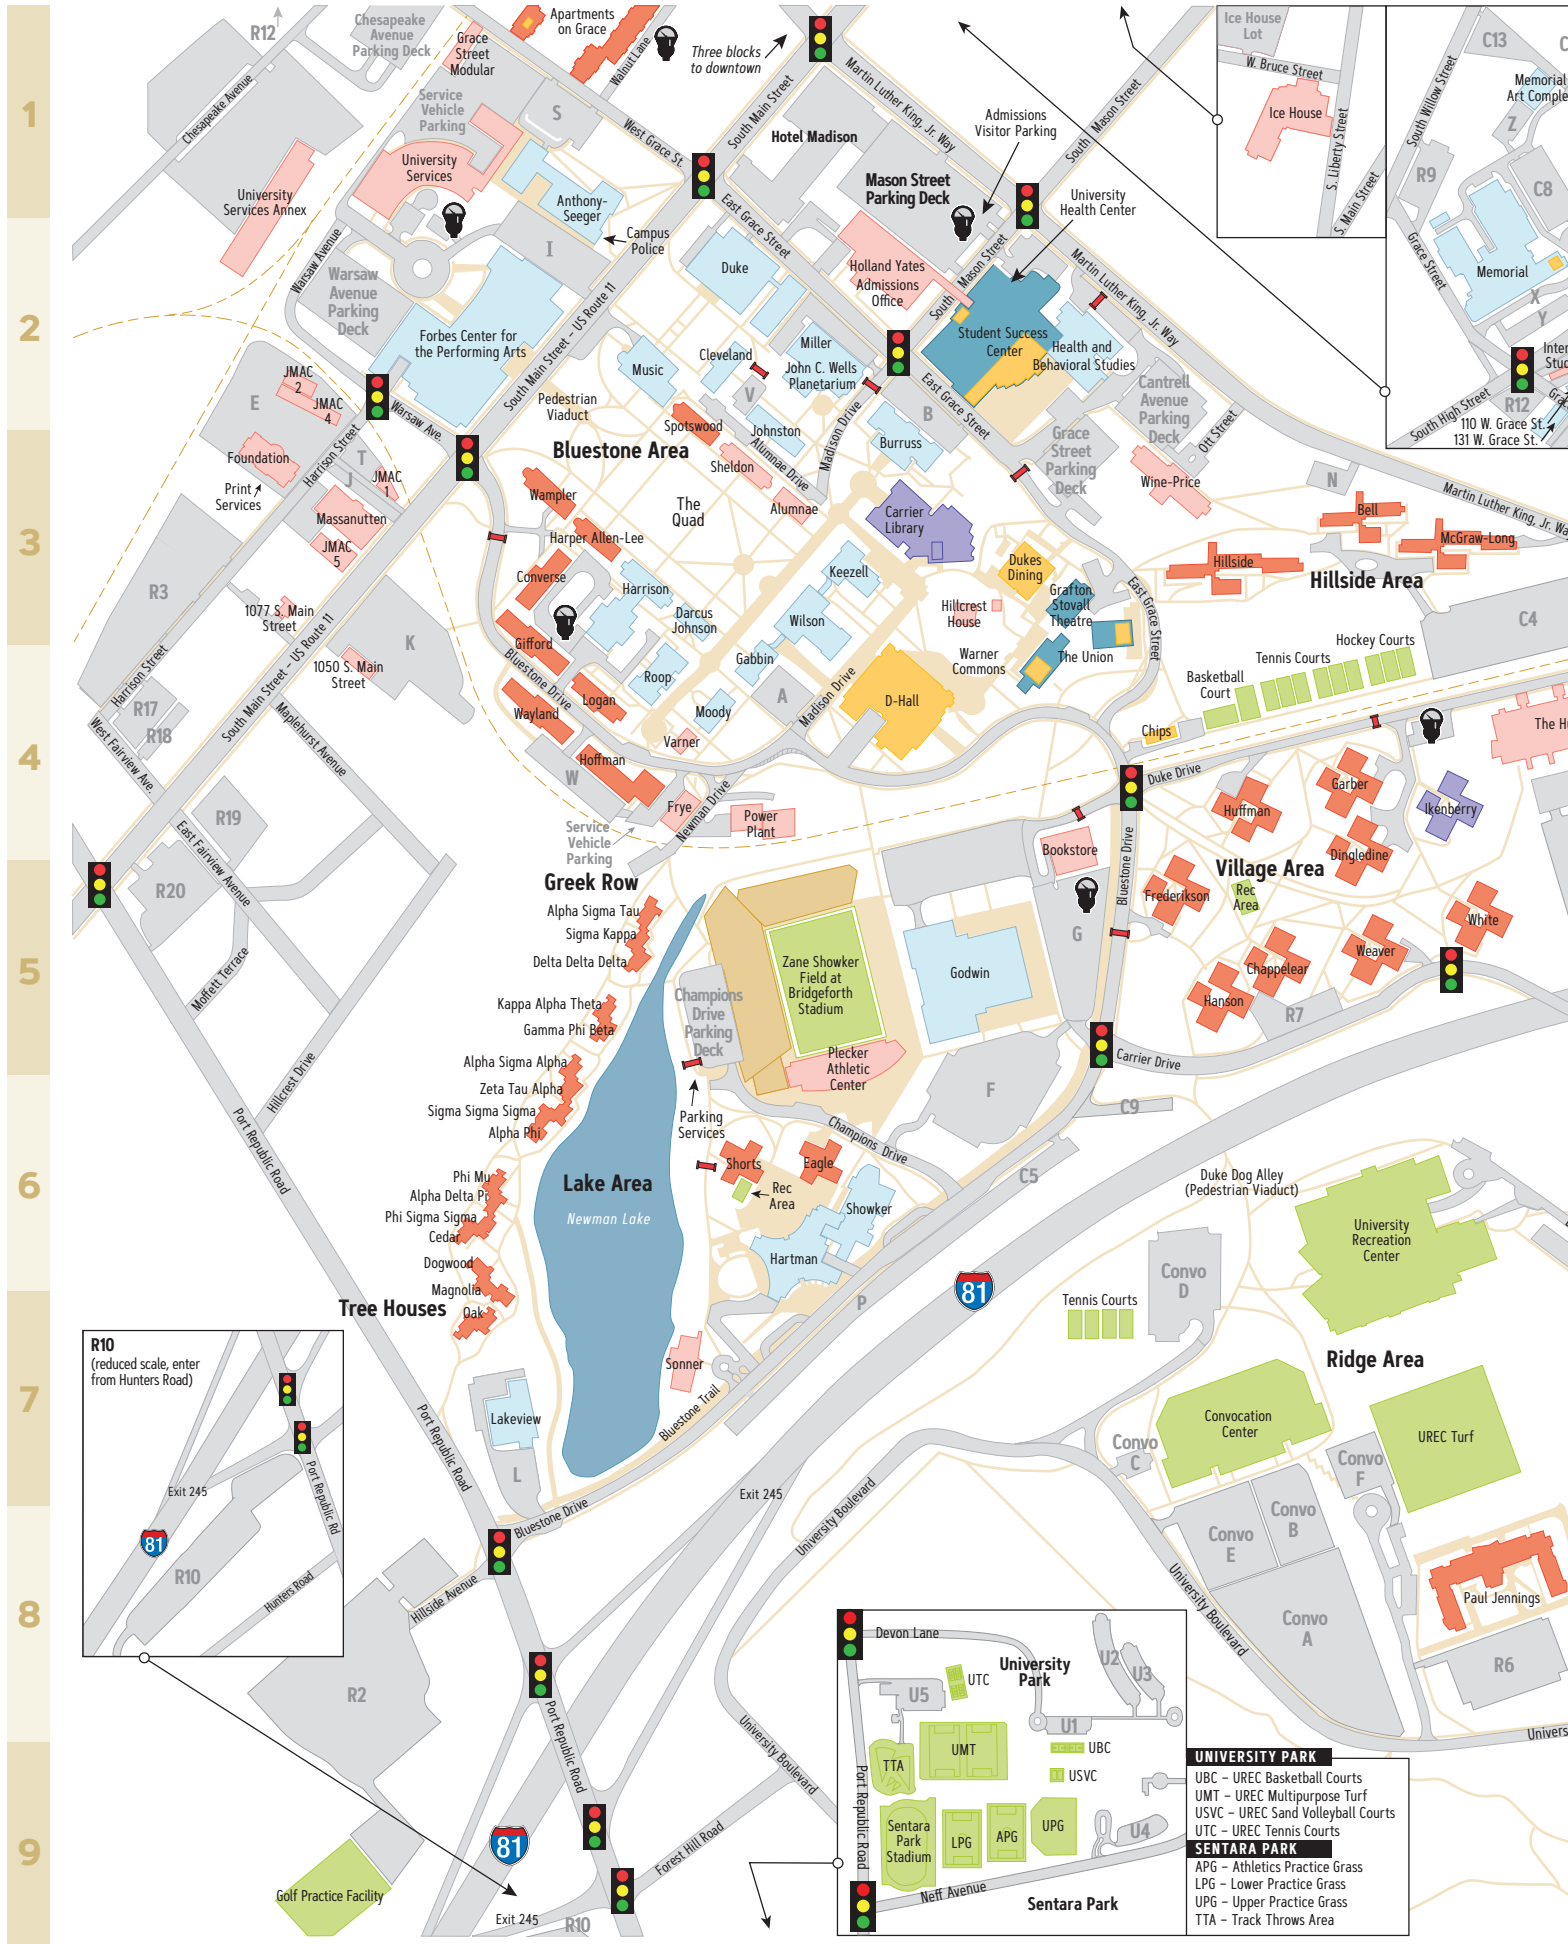 1
2
3
4
5
6
7
8
9
R12
Chesapeake
Avenue
Parking Deck
Grace
Street
Modular
Apartments
on Grace
Walnut Lane
Three blocks
to downtown
Chesapeake Avenue
Service
Vehicle
Parking
S
West Grace St.
South Main Street
Hotel Madison
Martin Luther King, Jr. Way
Admissions
Visitor Parking
South Mason Street
Mason Street
Parking Deck
University
Health Center
University
Services
University
Services Annex
Anthony-
Seeger
Campus
Police
I
East Grace Street
Duke
Holland Yates
Admissions
Office
South Mason Street
Martin Luther King, Jr. Way
Ice House
Lot
W. Bruce Street
Ice House
S. Liberty Street
S. Main Street
C13
C
South Willow Street
Memorial
Art Comple
Z
R9
C8
Grace Street
Memorial
X
Y
Inter
Stud
South High Street
R12
Gra
110 W. Grace St.
131 W. Grace St.
Warsaw Avenue
Warsaw
Avenue
Parking
Deck
Forbes Center for
the Performing Arts
South Main Street – US Route 11
Music
Cleveland
Miller
John C. Wells
Planetarium
Student Success
Center
Health and
Behavioral Studies
Cantrell
Avenue
Parking
Deck
Ott Street
E
JMAC
2
JMAC
4
Warsaw Ave.
Pedestrian
Viaduct
V
Spotswood
Johnston
Alumnae Drive
Madison Drive
B
East Grace Street
Burruss
Grace
Street
Parking
Deck
Bluestone Area
Foundation
Harrison Street
T
J
JMAC
1
Print
Services
Massanutten
JMAC
5
Sheldon
Alumnae
Wampler
The
Quad
Carrier
Library
Wine-Price
N
Martin Luther King, Jr. Wa
Bell
McGraw-Long
Hillside
Hillside Area
Harper Allen-Lee
Converse
Harrison
Keezell
Dukes
Dining
Grafton
Stovall
Theatre
East Grace Street
R3
1077 S. Main
Street
K
Darcus
Johnson
Wilson
Hillcrest
House
C4
Gifford
Warner
Commons
The Union
Hockey Courts
Tennis Courts
Basketball
Court
1050 S. Main
Street
Harrison Street
South Main Street – US Route 11
Bluestone Drive
Roop
Gabbin
A
Madison Drive
D-Hall
R17
R18
West Fairview Ave.
Maplehurst Avenue
Wayland
Logan
Moody
Varner
Chips
Duke Drive
The Hu
Hoffman
W
Frye
Newman Drive
Power
Plant
Service
Vehicle
Parking
Huffman
Garber
Ikenberry
R19
East Fairview Avenue
R20
Bookstore
Bluestone Drive
Village Area
Dingledine
Greek Row
Frederikson
Rec
Area
White
Alpha Sigma Tau
Sigma Kappa
Delta Delta Delta
G
Weaver
Moffett Terrace
Champions
Drive
Parking
Deck
Zane Showker
Field at
Bridgeforth
Stadium
Godwin
Chappelear
Hanson
R7
Kappa Alpha Theta
Gamma Phi Beta
Plecker
Athletic
Center
Carrier Drive
Alpha Sigma Alpha
Zeta Tau Alpha
Sigma Sigma Sigma
Alpha Phi
Hillcrest Drive
Parking
Services
F
C9
Champions Drive
Port Republic Road
Shorts
Eagle
C5
Duke Dog Alley
(Pedestrian Viaduct)
Phi Mu
Alpha Delta Pi
Phi Sigma Sigma
Cedar
Lake Area
Newman Lake
Rec
Area
Showker
University
Recreation
Center
Dogwood
Magnolia
Hartman
Convo
D
Tree Houses
Oak
P
81
Tennis Courts
Ridge Area
R10
(reduced scale, enter
from Hunters Road)
Exit 245
81
R10
Port Republic Rd
Hunters Road
Sonner
Port Republic Road
Lakeview
L
Bluestone Trail
Convocation
Center
Convo
C
UREC Turf
Convo
F
Exit 245
University Boulevard
Bluestone Drive
Convo
B
Convo
E
Hillside Avenue
University Boulevard
Convo
A
Paul Jennings
R2
R6
Port Republic Road
University Boulevard
Univers
Forest Hill Road
81
Golf Practice Facility
Exit 245
R10
Devon Lane
University
Park
UTC
U5
U2
U3
U1
UMT
TTA
UBC
USVC
Port Republic Road
Sentara
Park
Stadium
LPG
APG
UPG
U4
Neff Avenue
Sentara Park
UNIVERSITY PARK
UBC – UREC Basketball Courts
UMT – UREC Multipurpose Turf
USVC – UREC Sand Volleyball Courts
UTC – UREC Tennis Courts
SENTARA PARK
APG – Athletics Practice Grass
LPG – Lower Practice Grass
UPG – Upper Practice Grass
TTA – Track Throws Area